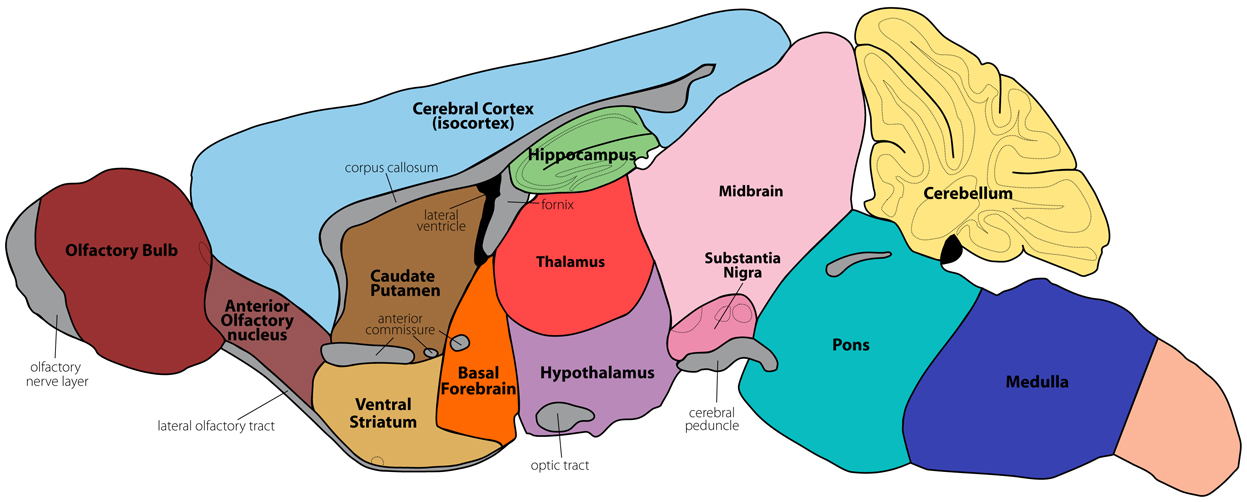 Cerebral Cortex
(isocortex)
Hippocampus
corpus callosum
Midbrain
Cerebellum
fornix
lateral
ventricle
Olfactory Bulb
Thalamus
Substantia
Nigra
Caudate
Putamen
Anterior
Olfactory
nucleus
anterior
commissure
Pons
olfactory
nerve layer
Basal
Forebrain
Hypothalamus
Medulla
Ventral
Striatum
cerebral
peduncle
lateral olfactory tract
optic tract